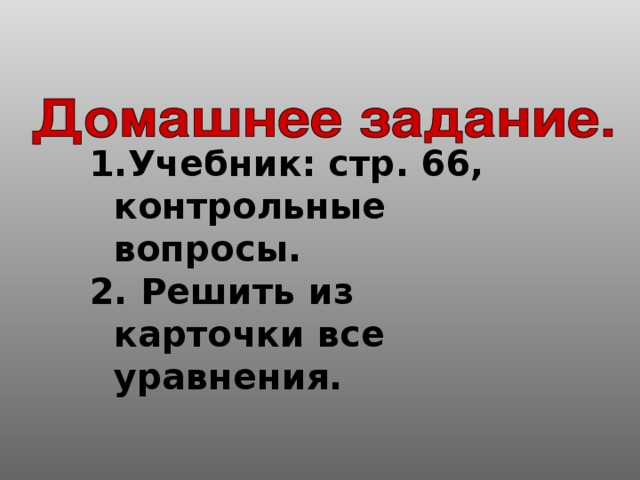 Домашнее задание.
1.Учебник: стр. 66,
контрольные
вопросы.
2. Решить из
карточки все
уравнения.